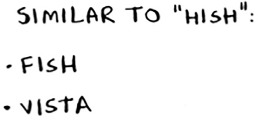 SIMILAR TO "HISH":
• FISH
• VISTA